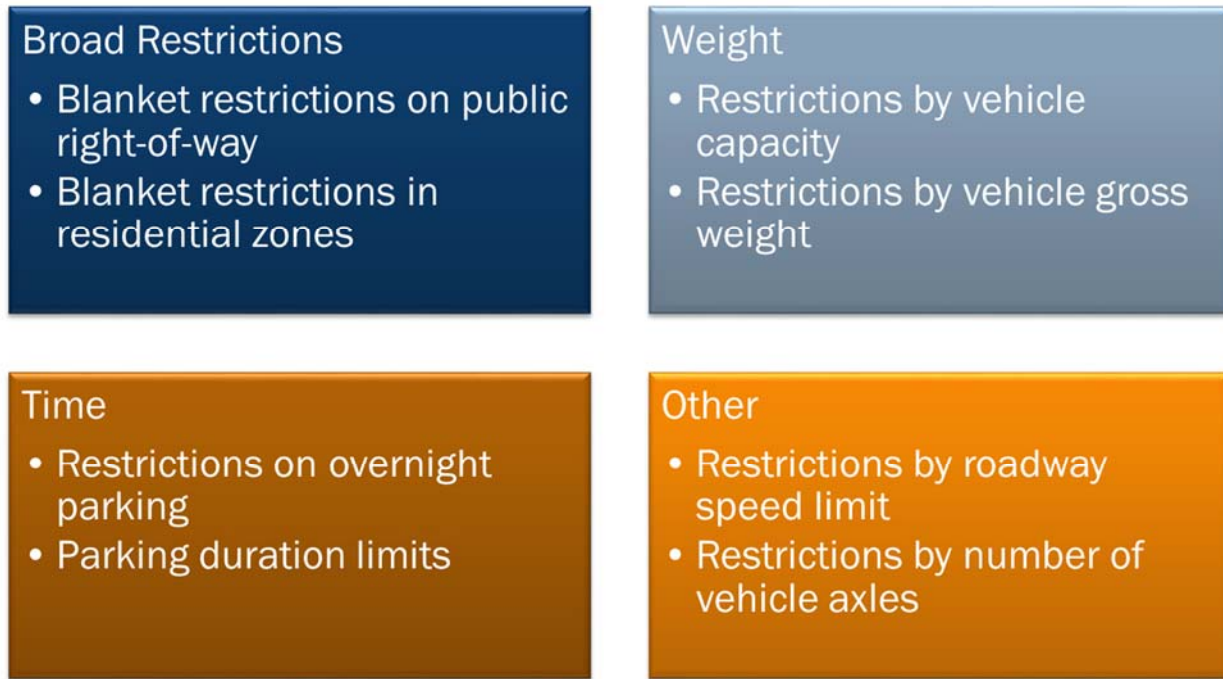 Broad Restrictions
• Blanket restrictions on public
right-of-way
• Blanket restrictions in
residential zones
Weight
• Restrictions by vehicle
capacity
• Restrictions by vehicle gross
weight
Time
• Restrictions on overnight
parking
• Parking duration limits
Other
• Restrictions by roadway
speed limit
• Restrictions by number of
vehicle axles